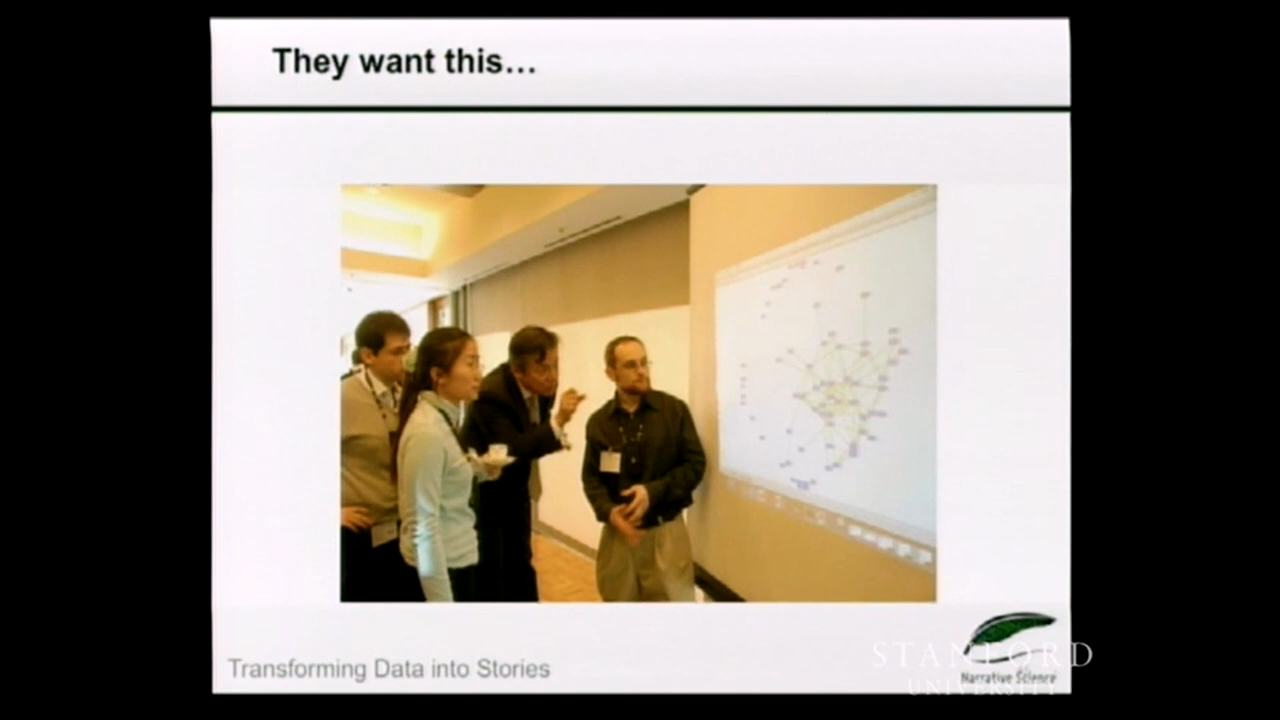 They want this…
Transforming Data into Stories
Narrative Science
STANFORD
UNIVERSITY